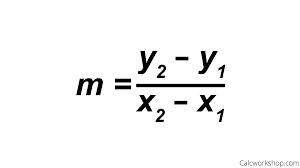 m = y₂ − y₁ / x₂ − x₁
Calcworkshop.com